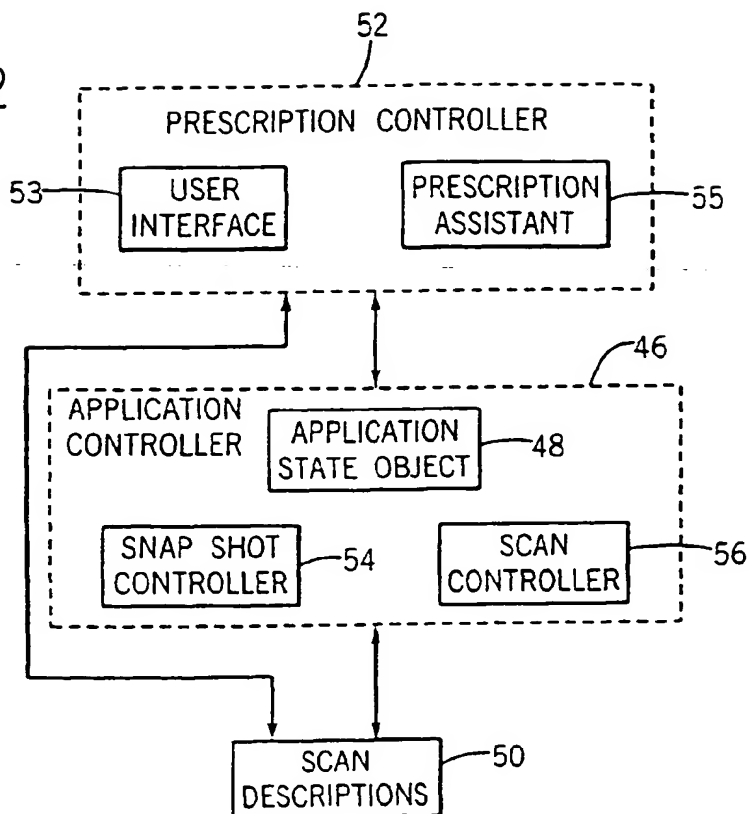 52
PRESCRIPTION CONTROLLER
53
USER
INTERFACE
PRESCRIPTION
ASSISTANT
55
46
APPLICATION
CONTROLLER
APPLICATION
STATE OBJECT
48
SNAP SHOT
CONTROLLER
54
SCAN
CONTROLLER
56
SCAN
DESCRIPTIONS
50